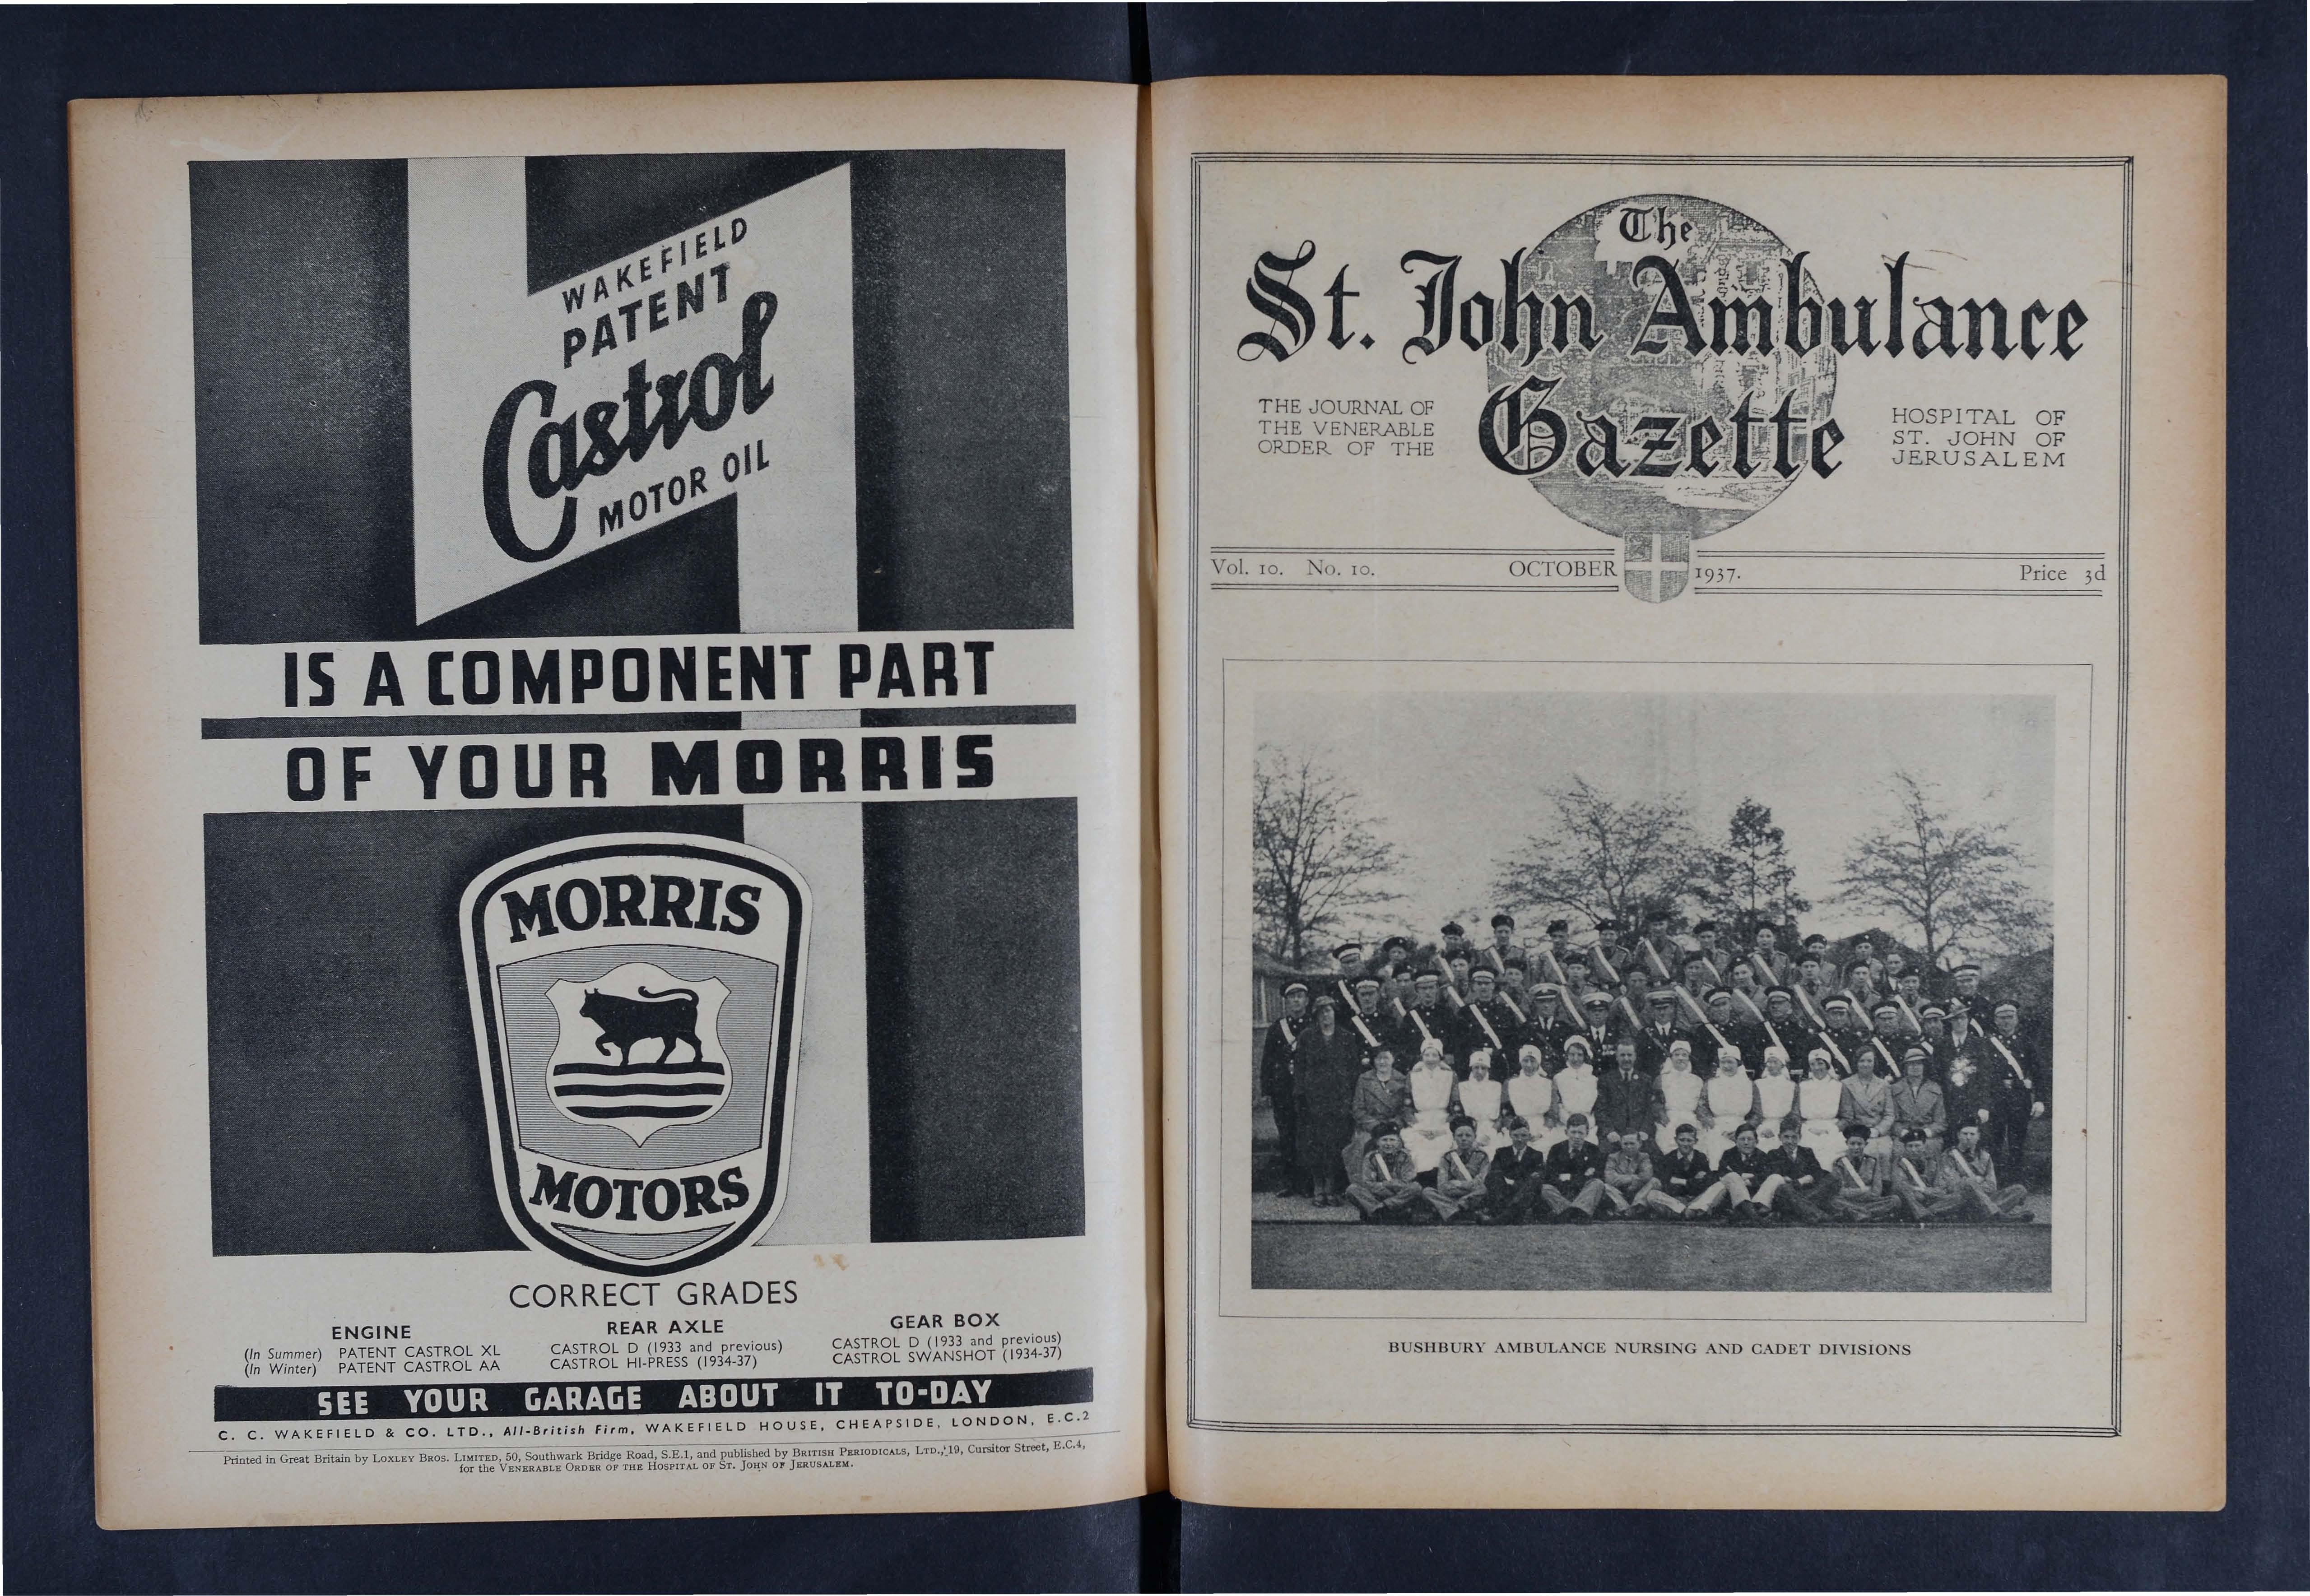 WAKEFIELD
PATENT
Castrol
MOTOR OIL
IS A COMPONENT PART
OF YOUR MORRIS
MORRIS
MOTORS
CORRECT GRADES
ENGINE
(In Summer) PATENT CASTROL XL
(In Winter) PATENT CASTROL AA
REAR AXLE
CASTROL D (1933 and previous)
CASTROL HI-PRESS (1934-37)
GEAR BOX
CASTROL D (1933 and previous)
CASTROL SWANSHOT (1934-37)
SEE YOUR GARAGE ABOUT IT TO-DAY
C. C. WAKEFIELD & CO. LTD., All-British Firm, WAKEFIELD HOUSE, CHEAPSIDE, LONDON, E.C.2
Printed in Great Britain by LOXLEY BROS. LIMITED, 50, Southwark Bridge Road, S.E.1, and published by BRITISH PERIODICALS, LTD., 19, Cursitor Street, E.C.4,
for the VENERABLE ORDER OF THE HOSPITAL OF ST. JOHN OF JERUSALEM.
The
St. John Ambulance
Gazette
THE JOURNAL OF
THE VENERABLE
ORDER OF THE
HOSPITAL OF
ST. JOHN OF
JERUSALEM
Vol. 10. No. 10. OCTOBER 1937. Price 3d
BUSHBURY AMBULANCE NURSING AND CADET DIVISIONS